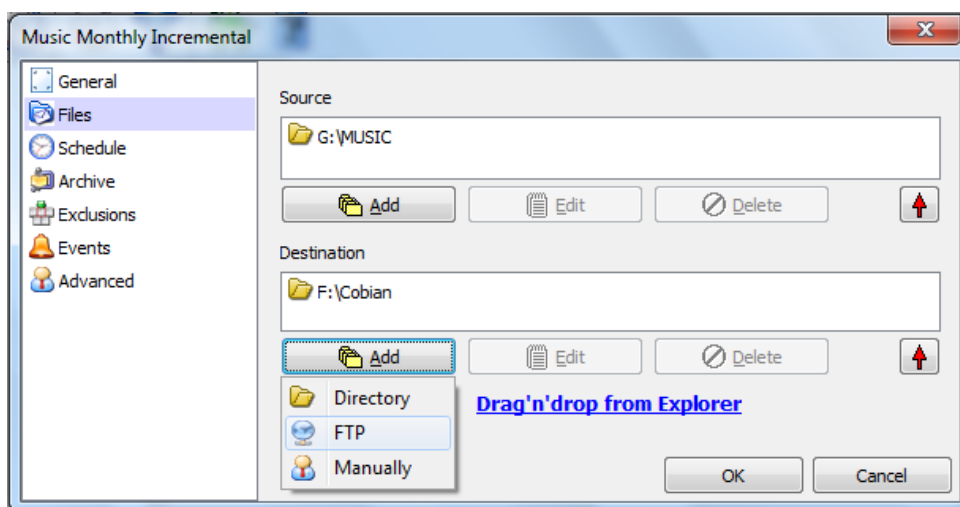 Music Monthly Incremental
General
Files
Schedule
Archive
Exclusions
Events
Advanced
Source
G:\MUSIC
Add Edit Delete
Destination
F:\Cobian
Add Edit Delete
Directory
FTP
Manually
Drag'n'drop from Explorer
OK Cancel